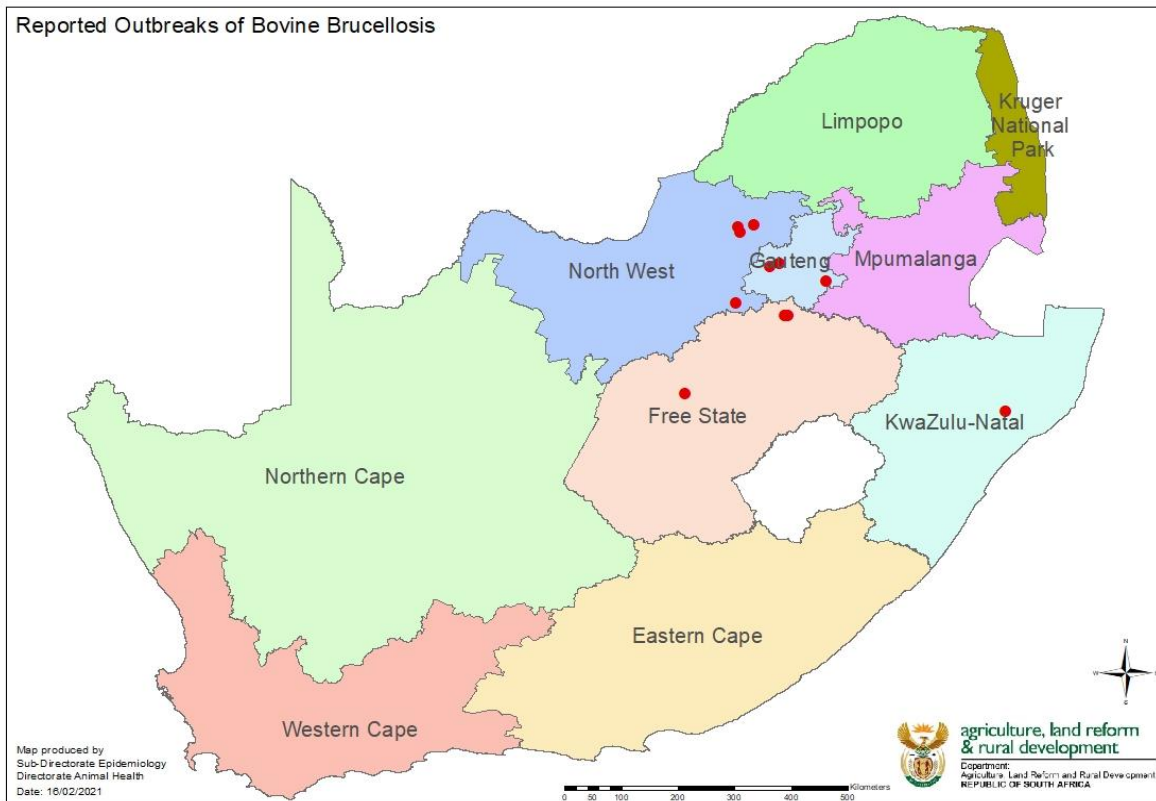 Reported Outbreaks of Bovine Brucellosis
Limpopo
Kruger
National
Park
North West
Gauteng
Mpumalanga
Free State
KwaZulu-Natal
Northern Cape
Eastern Cape
Western Cape
N
W
S
Map produced by
Sub-Directorate Epidemiology
Directorate Animal Health
Date: 16/02/2021
Kilometers
0 50 100 200 300 400 500
agriculture, land reform
& rural development
Department:
Agriculture, Land Reform and Rural Development
REPUBLIC OF SOUTH AFRICA